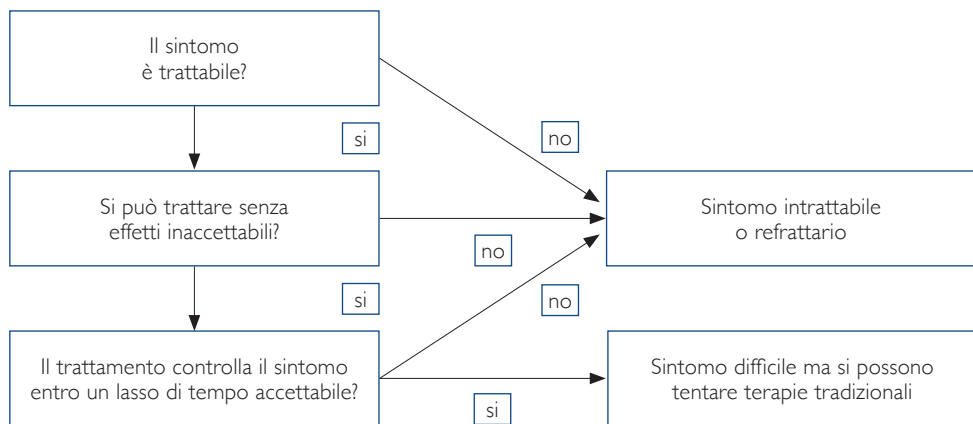 Il sintomo
è trattabile?
si
no
Si può trattare senza
effetti inaccettabili?
Sintomo intrattabile
o refrattario
no
si
no
Il trattamento controlla il sintomo
entro un lasso di tempo accettabile?
Sintomo difficile ma si possono
tentare terapie tradizionali
si